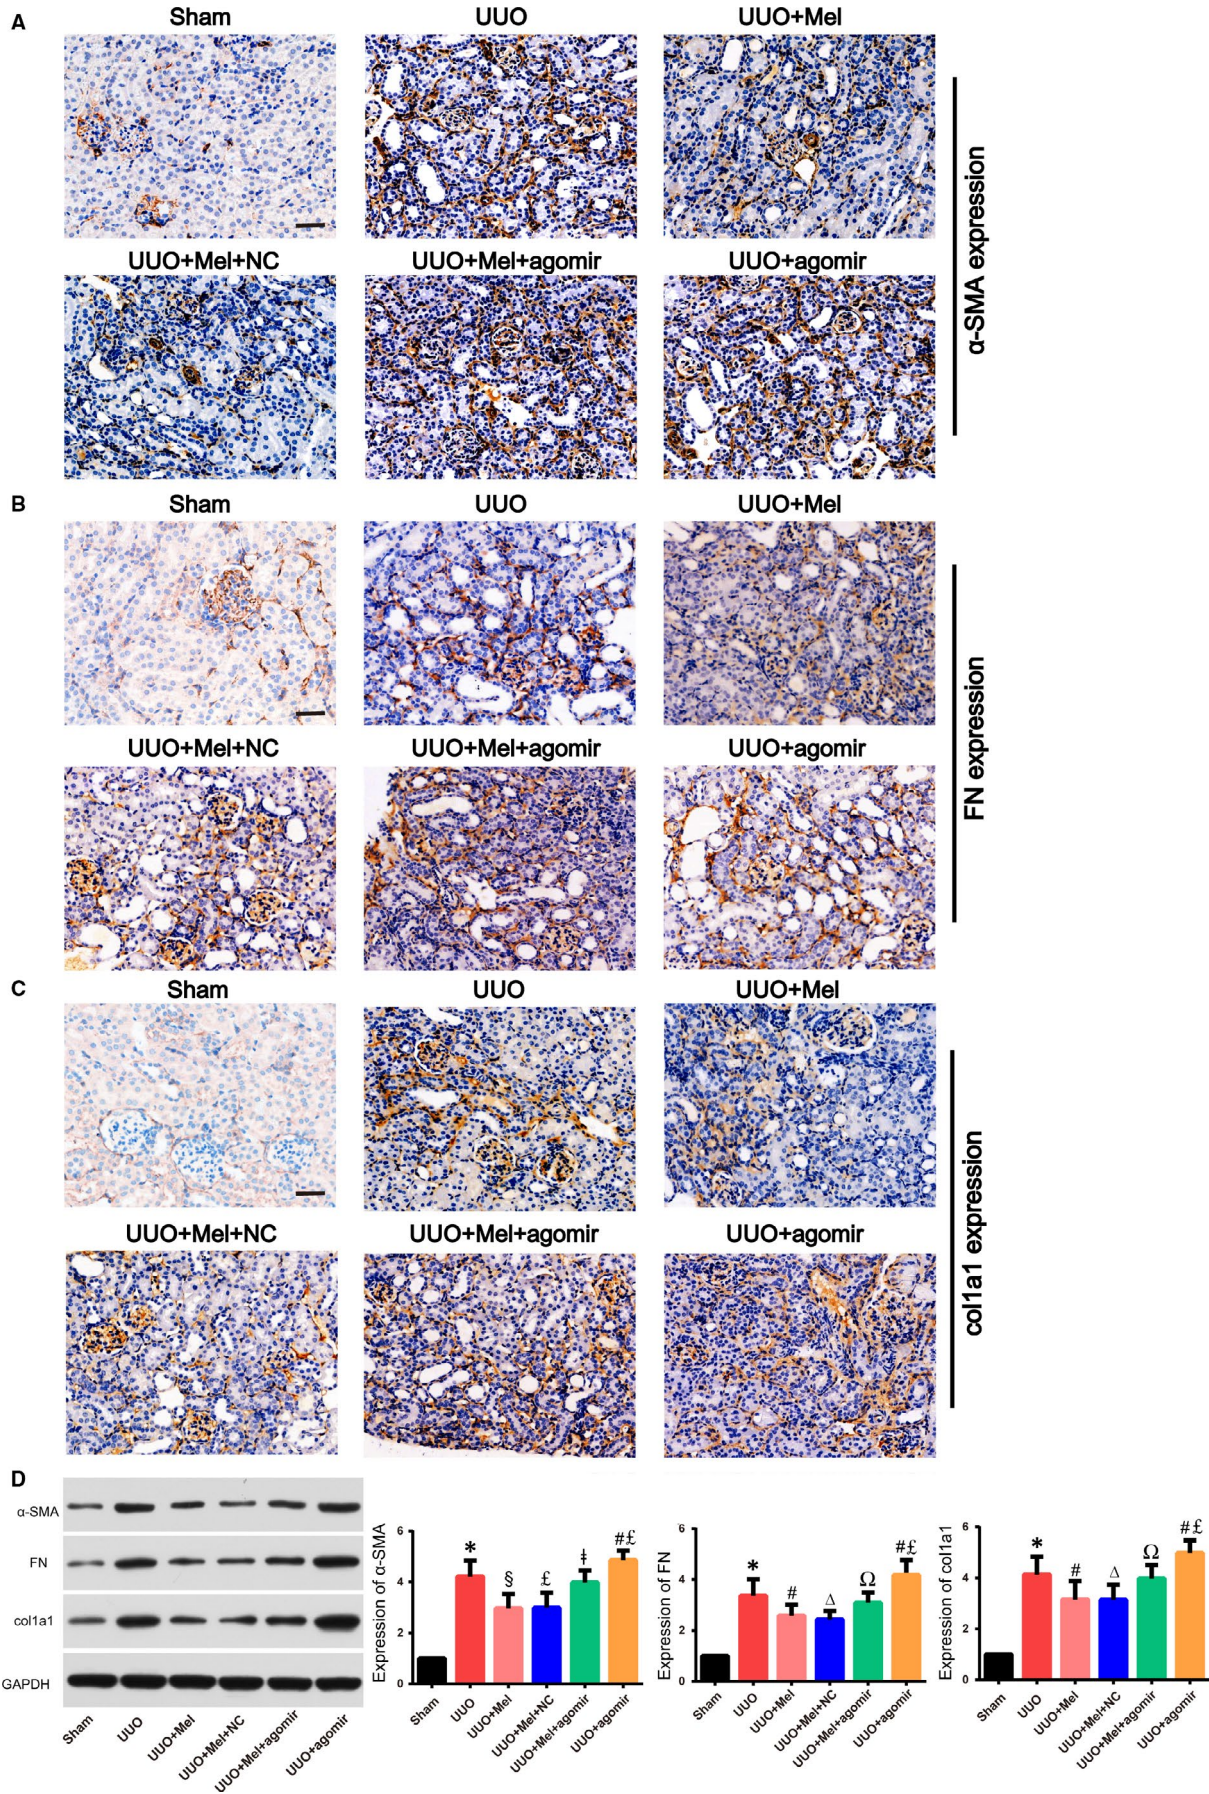 A
Sham UUO UUO+Mel
UUO+Mel+NC UUO+Mel+agomir UUO+agomir
α-SMA expression
B
Sham UUO UUO+Mel
UUO+Mel+NC UUO+Mel+agomir UUO+agomir
FN expression
C
Sham UUO UUO+Mel
UUO+Mel+NC UUO+Mel+agomir UUO+agomir
col1a1 expression
D
α-SMA
FN
col1a1
GAPDH
Sham UUO UUO+Mel UUO+Mel+NC UUO+Mel+agomir UUO+agomir
Expression of α-SMA
6
4
2
0
* § £ ǂ #£
Sham UUO UUO+Mel UUO+Mel+NC UUO+Mel+agomir UUO+agomir
Expression of FN
6
4
2
0
* # Δ Ω #£
Sham UUO UUO+Mel UUO+Mel+NC UUO+Mel+agomir UUO+agomir
Expression of col1a1
6
4
2
0
* # Δ Ω #£
Sham UUO UUO+Mel UUO+Mel+NC UUO+Mel+agomir UUO+agomir